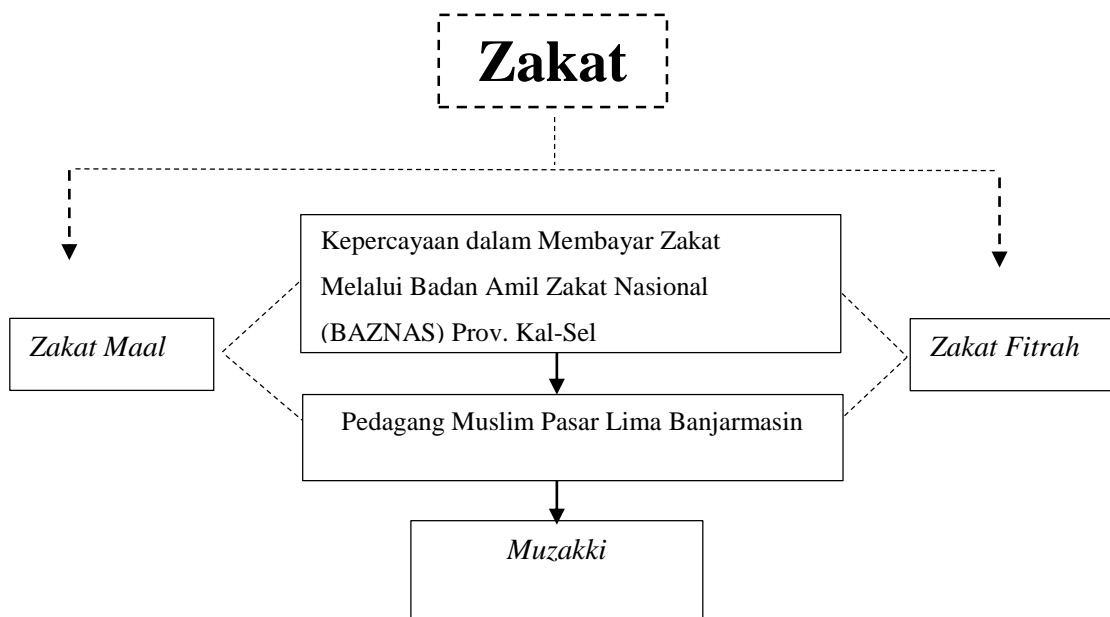 Zakat
Kepercayaan dalam Membayar Zakat
Melalui Badan Amil Zakat Nasional
(BAZNAS) Prov. Kal-Sel
Zakat Maal
Zakat Fitrah
Pedagang Muslim Pasar Lima Banjarmasin
Muzakki